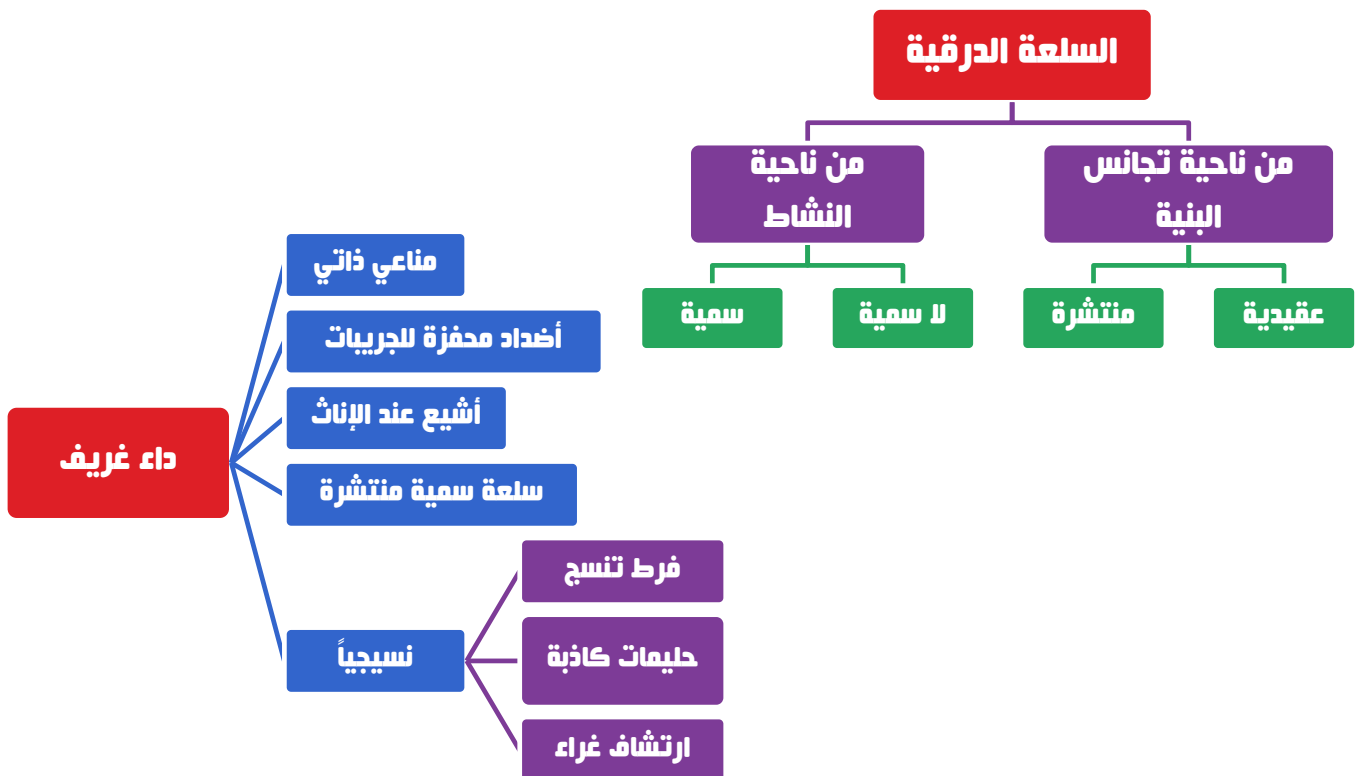 السلعة الدرقية
من ناحية تجانس
البنية
من ناحية
النشاط
عقيدية
منتشرة
لا سمية
سمية
داء غريف
مناعي ذاتي
أضداد محفزة للجريبات
أشيع عند الإناث
سلعة سمية منتشرة
نسيجياً
فرط تنسج
حليمات كاذبة
ارتشاف غراء